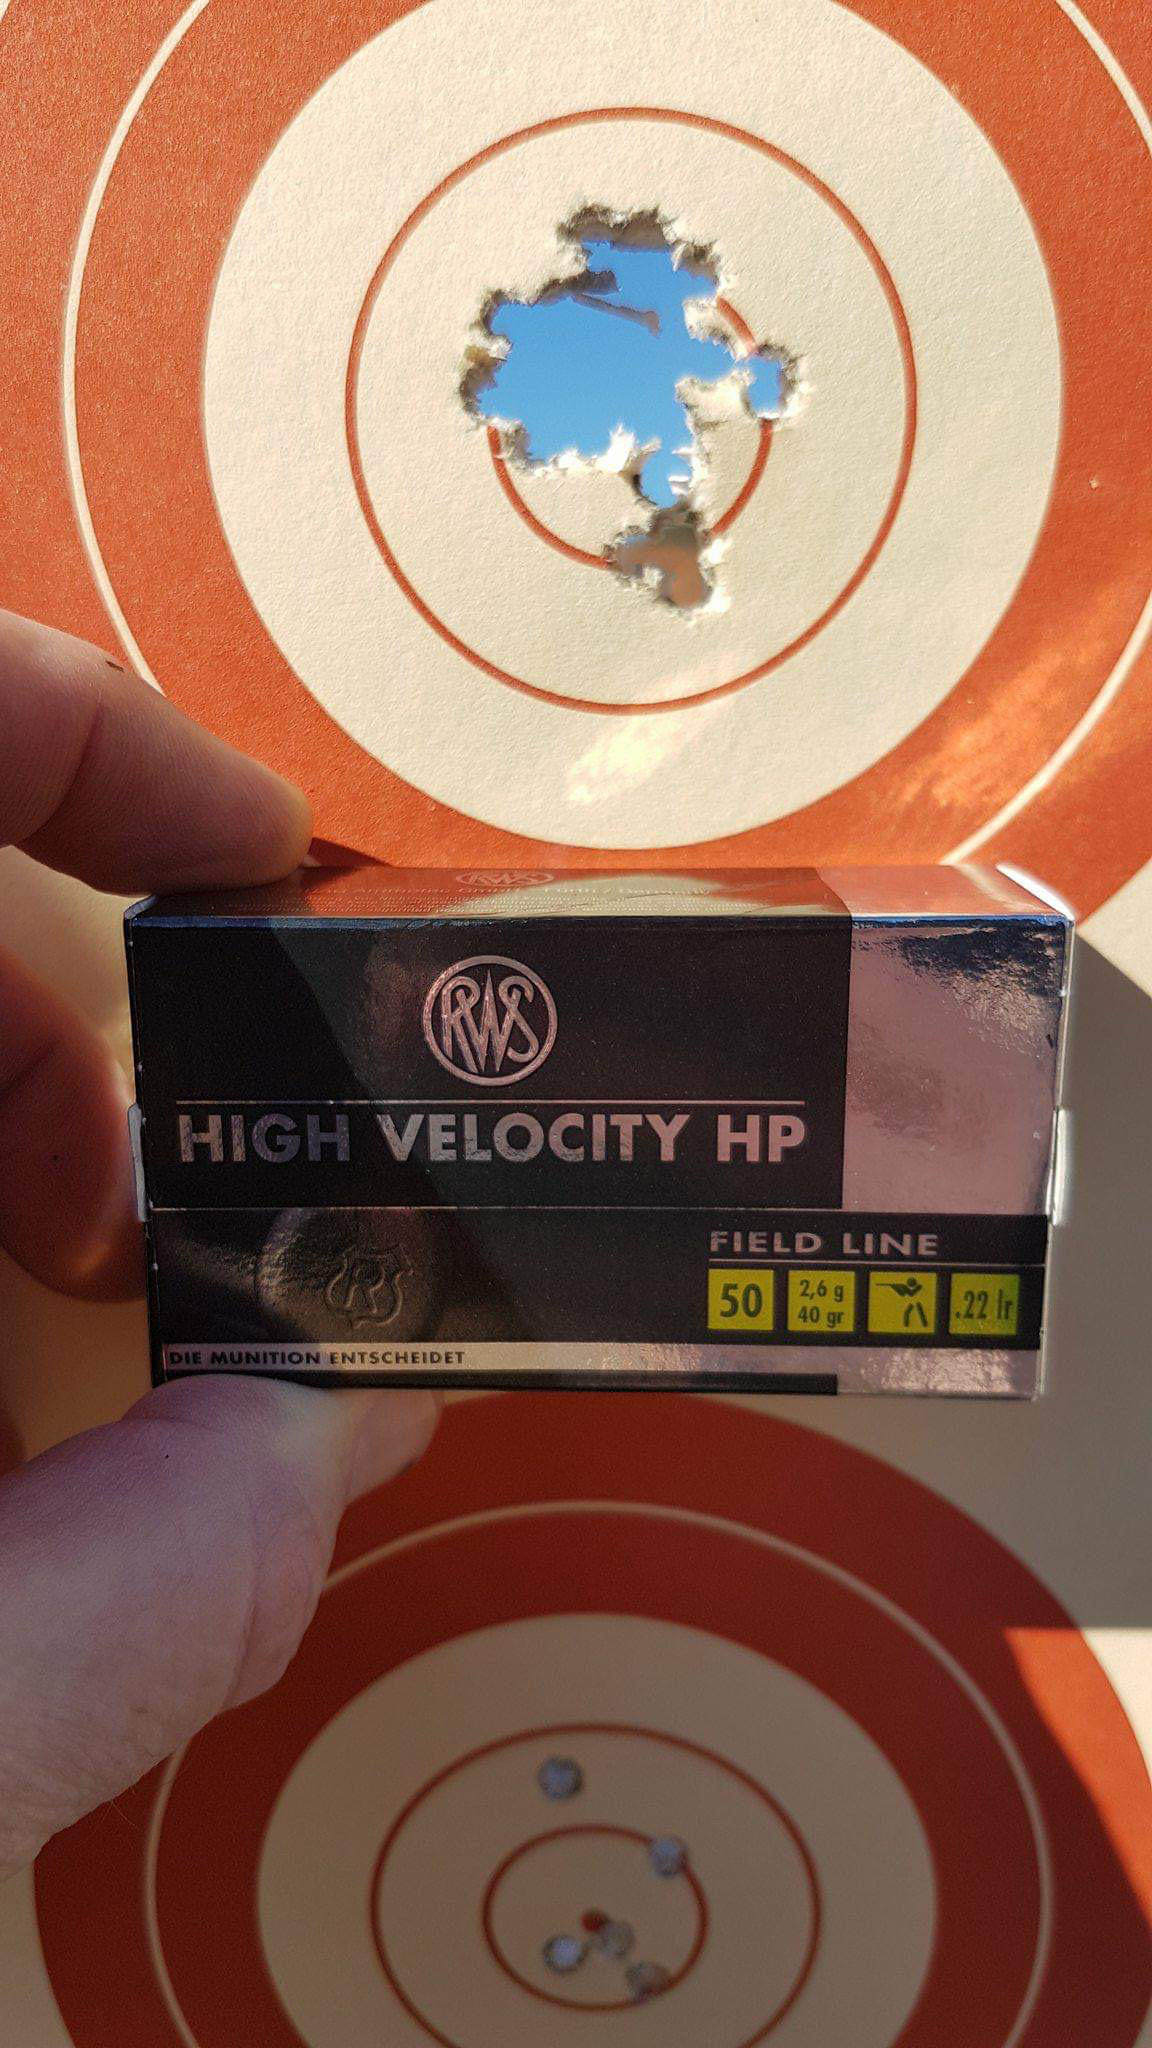 RWS
HIGH VELOCITY HP
FIELD LINE
50
2,6 g
40 gr
.22 lr
R
DIE MUNITION ENTSCHEIDET